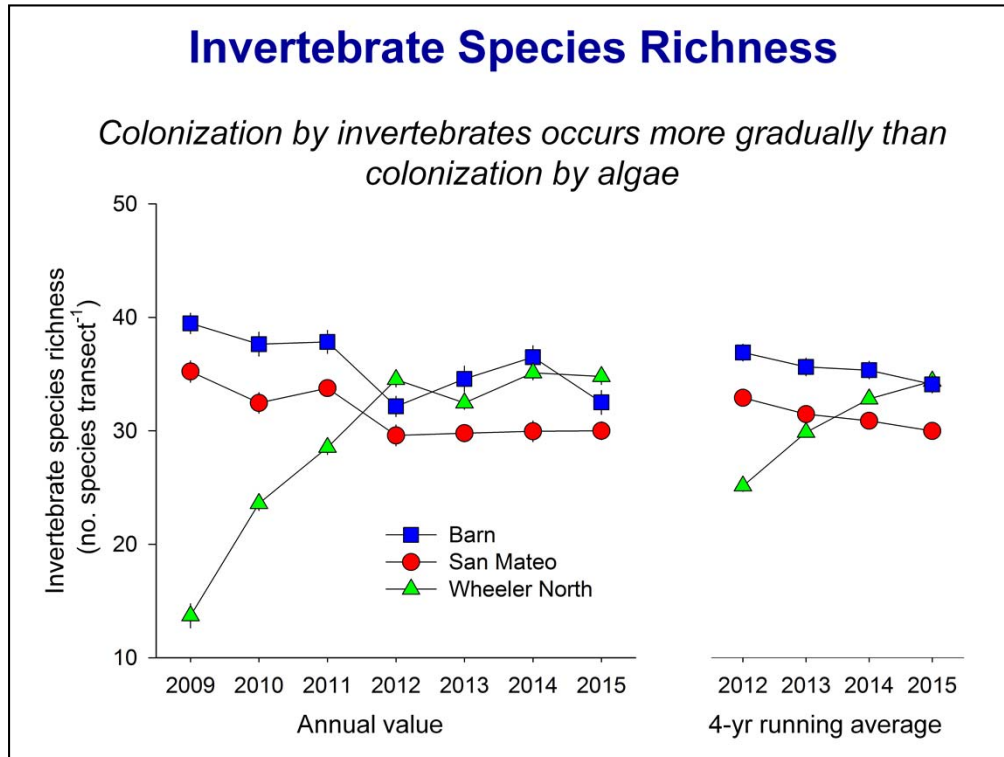 Invertebrate Species Richness
Colonization by invertebrates occurs more gradually than
colonization by algae
Invertebrate species richness
(no. species transect⁻¹)
50
40
30
20
10
Barn
San Mateo
Wheeler North
2009 2010 2011 2012 2013 2014 2015
Annual value
2012 2013 2014 2015
4-yr running average